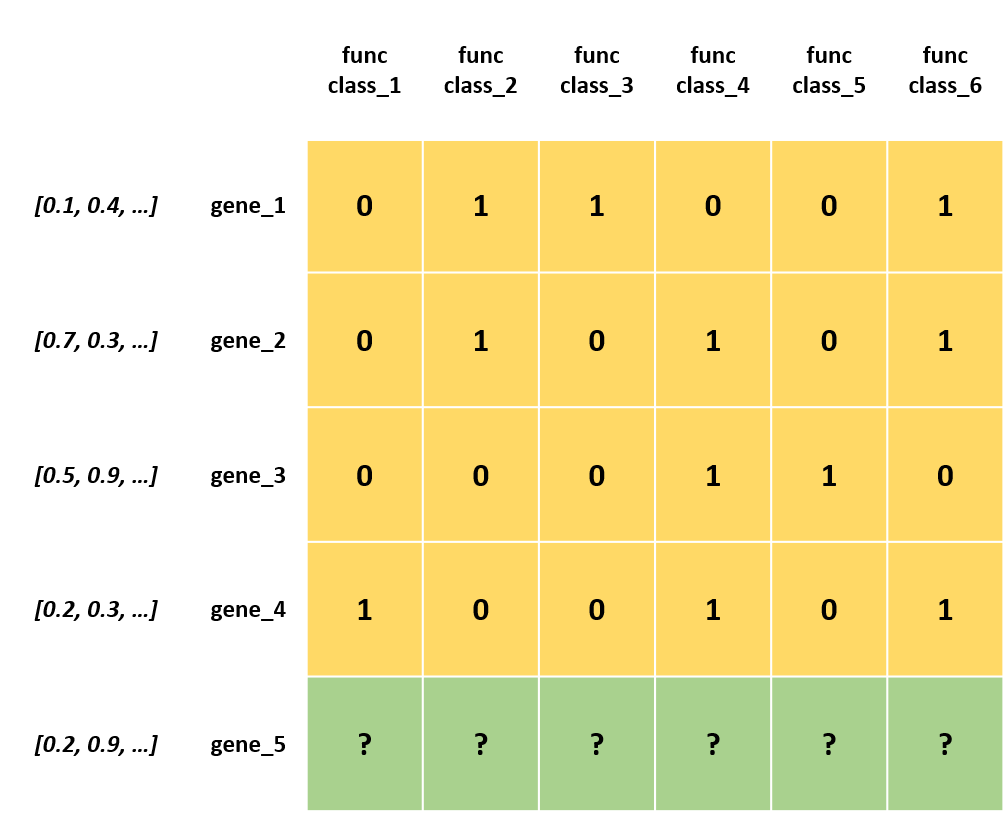 func func func func func func
class_1 class_2 class_3 class_4 class_5 class_6
[0.1, 0.4, ...] gene_1 0 1 1 0 0 1
[0.7, 0.3, ...] gene_2 0 1 0 1 0 1
[0.5, 0.9, ...] gene_3 0 0 0 1 1 0
[0.2, 0.3, ...] gene_4 1 0 0 1 0 1
[0.2, 0.9, ...] gene_5 ? ? ? ? ? ?